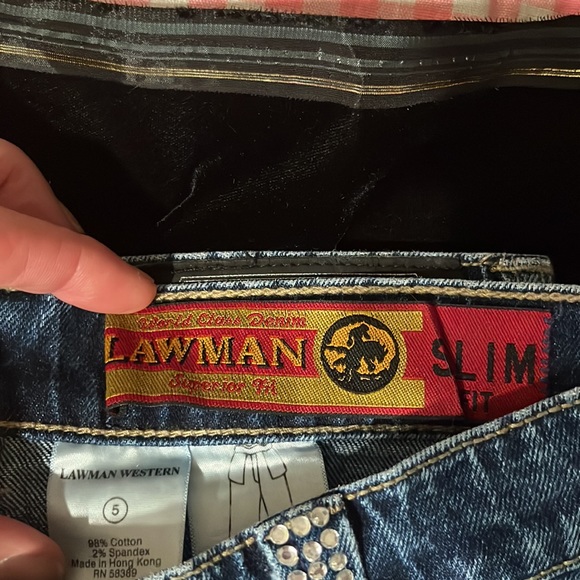 World Class Denim
LAWMAN
Superior Fit
SLIM
FIT
LAWMAN WESTERN
5
98% Cotton
2% Spandex
Made in Hong Kong
RN 58369